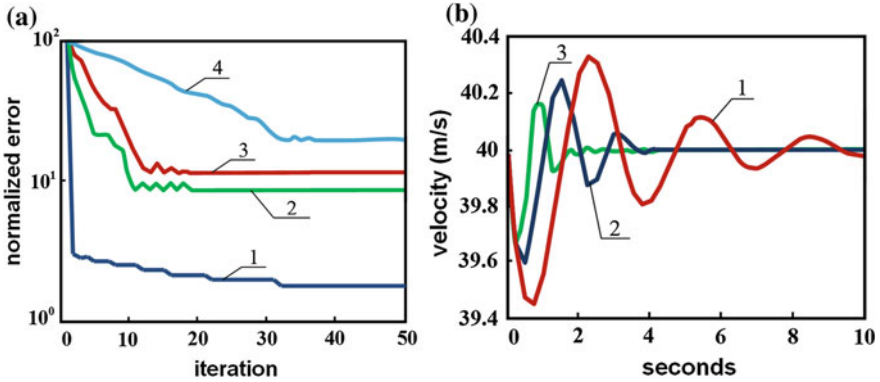 (a)
10²
10¹
10⁰
normalized error
4
3
2
1
0 10 20 30 40 50
iteration
(b)
40.4
40.2
40
39.8
39.6
39.4
velocity (m/s)
3
1
2
0 2 4 6 8 10
seconds